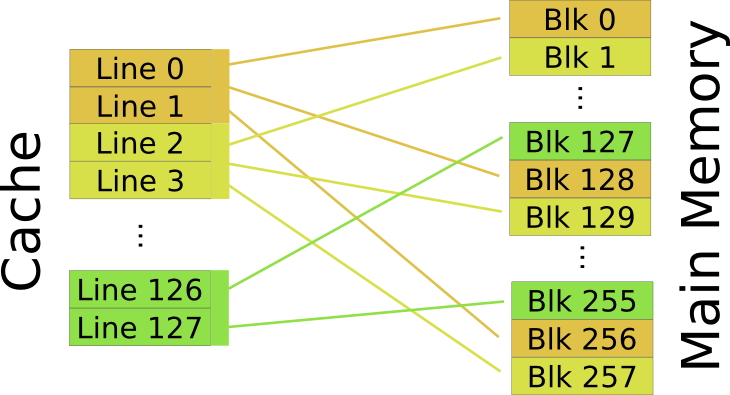 Cache
Line 0
Line 1
Line 2
Line 3
...
Line 126
Line 127
Blk 0
Blk 1
...
Blk 127
Blk 128
Blk 129
...
Blk 255
Blk 256
Blk 257
Main Memory